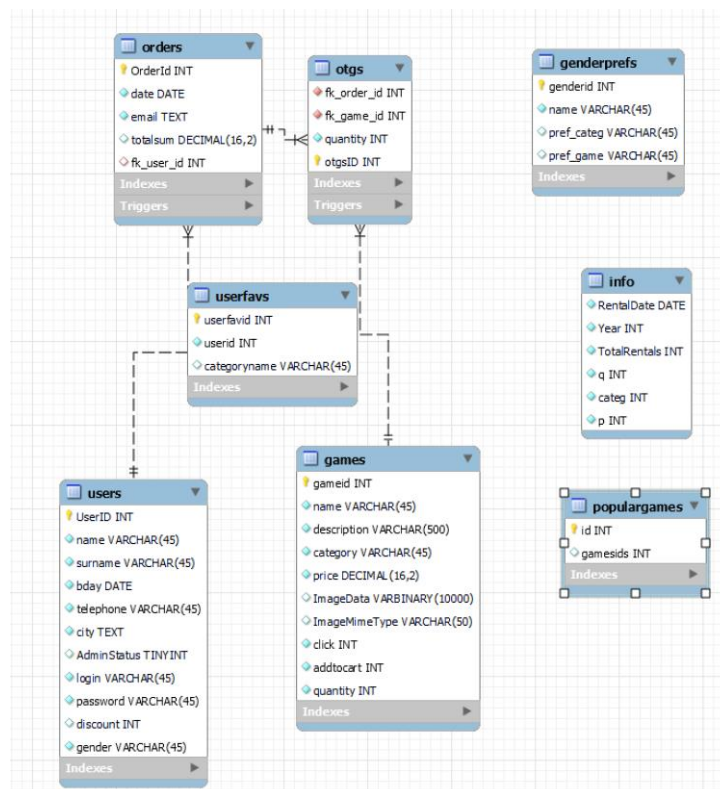 orders
OrderId INT
date DATE
email TEXT
totalsum DECIMAL(16,2)
fk_user_id INT
Indexes
Triggers
otgs
fk_order_id INT
fk_game_id INT
quantity INT
otgsID INT
Indexes
Triggers
genderprefs
genderid INT
name VARCHAR(45)
pref_categ VARCHAR(45)
pref_game VARCHAR(45)
Indexes
userfavs
userfavid INT
userid INT
categoryname VARCHAR(45)
Indexes
info
RentalDate DATE
Year INT
TotalRentals INT
q INT
categ INT
p INT
users
UserID INT
name VARCHAR(45)
surname VARCHAR(45)
bday DATE
telephone VARCHAR(45)
city TEXT
AdminStatus TINYINT
login VARCHAR(45)
password VARCHAR(45)
discount INT
gender VARCHAR(45)
Indexes
games
gameid INT
name VARCHAR(45)
description VARCHAR(500)
category VARCHAR(45)
price DECIMAL(16,2)
ImageData VARBINARY(10000)
ImageMimeType VARCHAR(50)
click INT
addtocart INT
quantity INT
Indexes
populargames
id INT
gamesids INT
Indexes